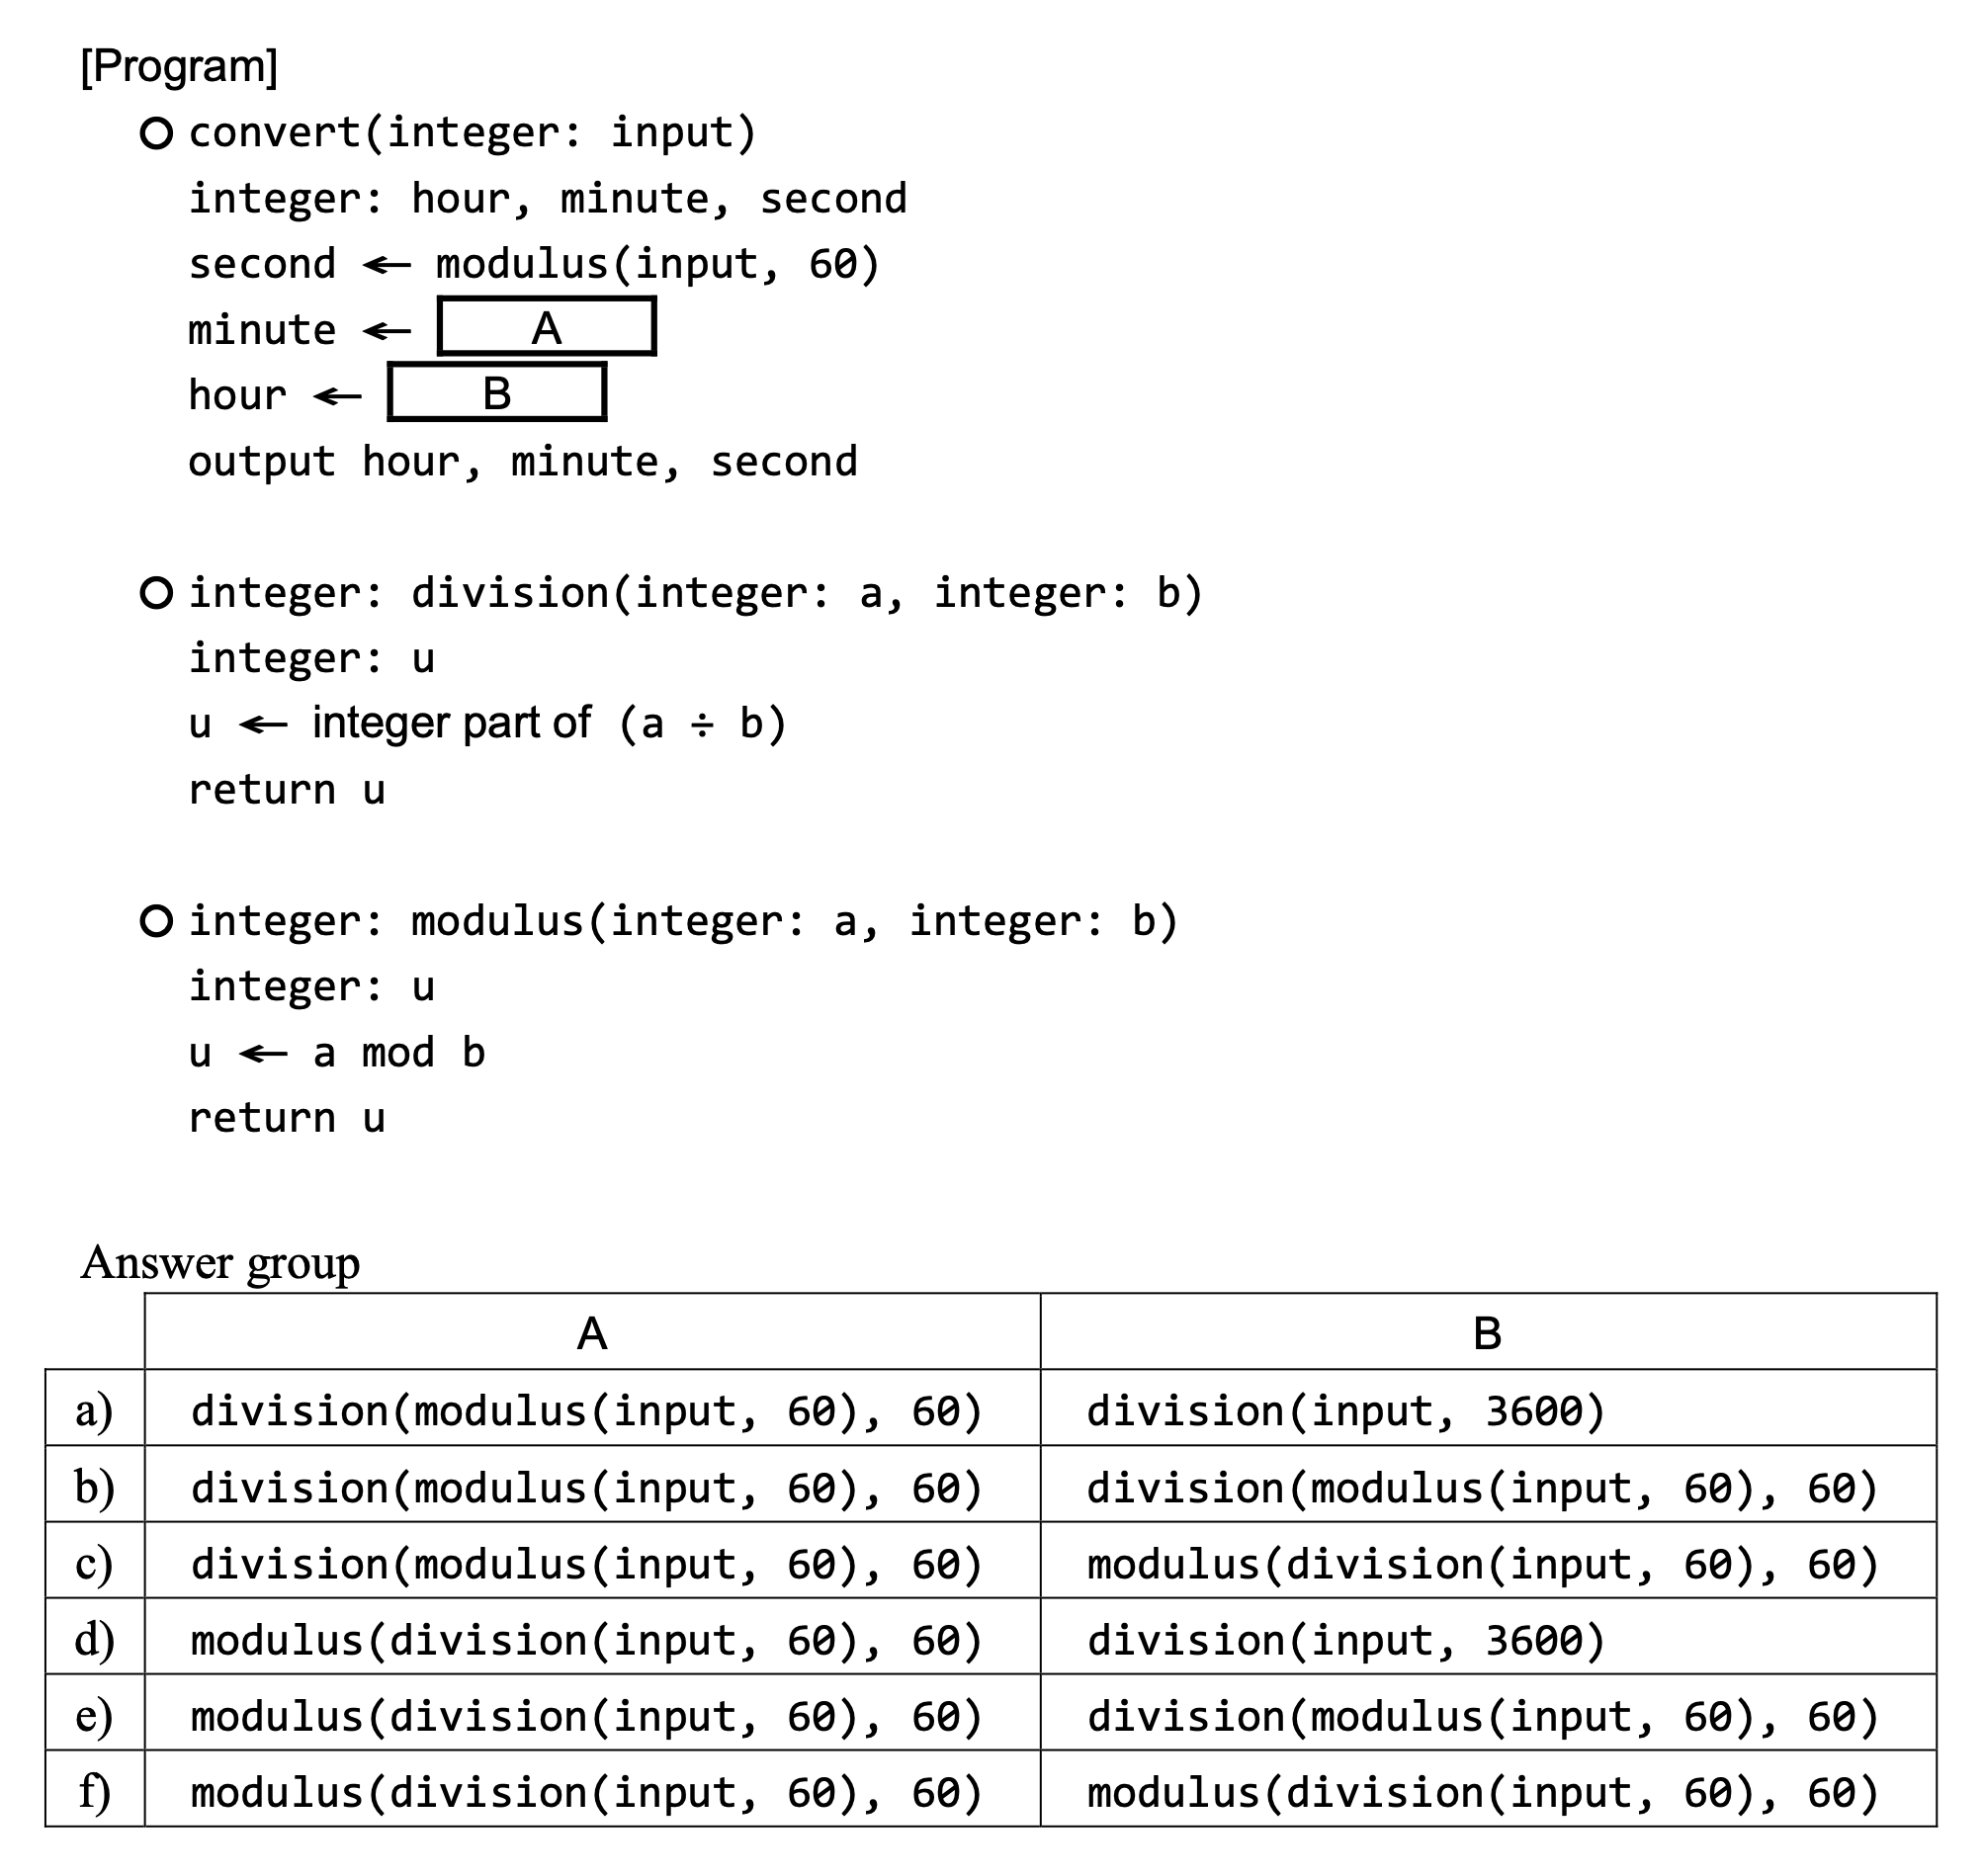 [Program]
○ convert(integer: input)
integer: hour, minute, second
second ← modulus(input, 60)
minute ← A
hour ← B
output hour, minute, second
○ integer: division(integer: a, integer: b)
integer: u
u ← integer part of (a ÷ b)
return u
○ integer: modulus(integer: a, integer: b)
integer: u
u ← a mod b
return u
Answer group
A B
a) division(modulus(input, 60), 60) division(input, 3600)
b) division(modulus(input, 60), 60) division(modulus(input, 60), 60)
c) division(modulus(input, 60), 60) modulus(division(input, 60), 60)
d) modulus(division(input, 60), 60) division(input, 3600)
e) modulus(division(input, 60), 60) division(modulus(input, 60), 60)
f) modulus(division(input, 60), 60) modulus(division(input, 60), 60)